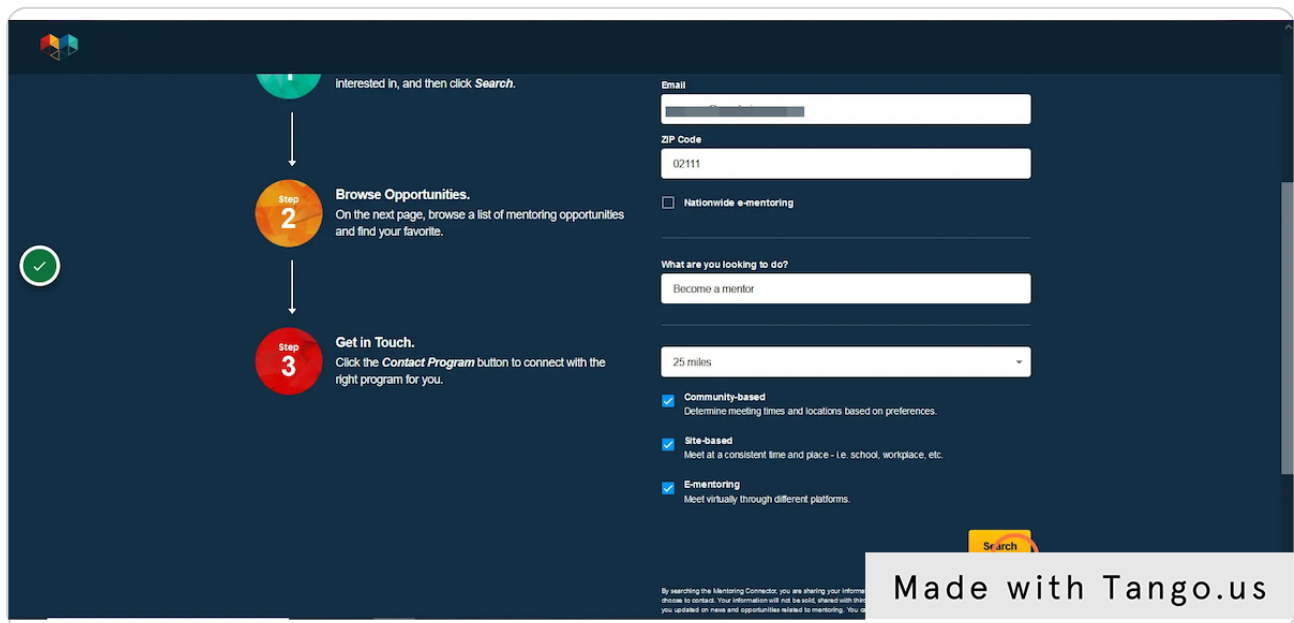 interested in, and then click Search.
Step
2
Browse Opportunities.
On the next page, browse a list of mentoring opportunities
and find your favorite.
Step
3
Get in Touch.
Click the Contact Program button to connect with the
right program for you.
Email
ZIP Code
02111
Nationwide e-mentoring
What are you looking to do?
Become a mentor
25 miles
Community-based
Determine meeting times and locations based on preferences.
Site-based
Meet at a consistent time and place - i.e. school, workplace, etc.
E-mentoring
Meet virtually through different platforms.
Search
By searching the Mentoring Connector, you are sharing your
choose to contact. Your information will not be sold, shared with
you updated on news and opportunities related to mentoring. You
Made with Tango.us